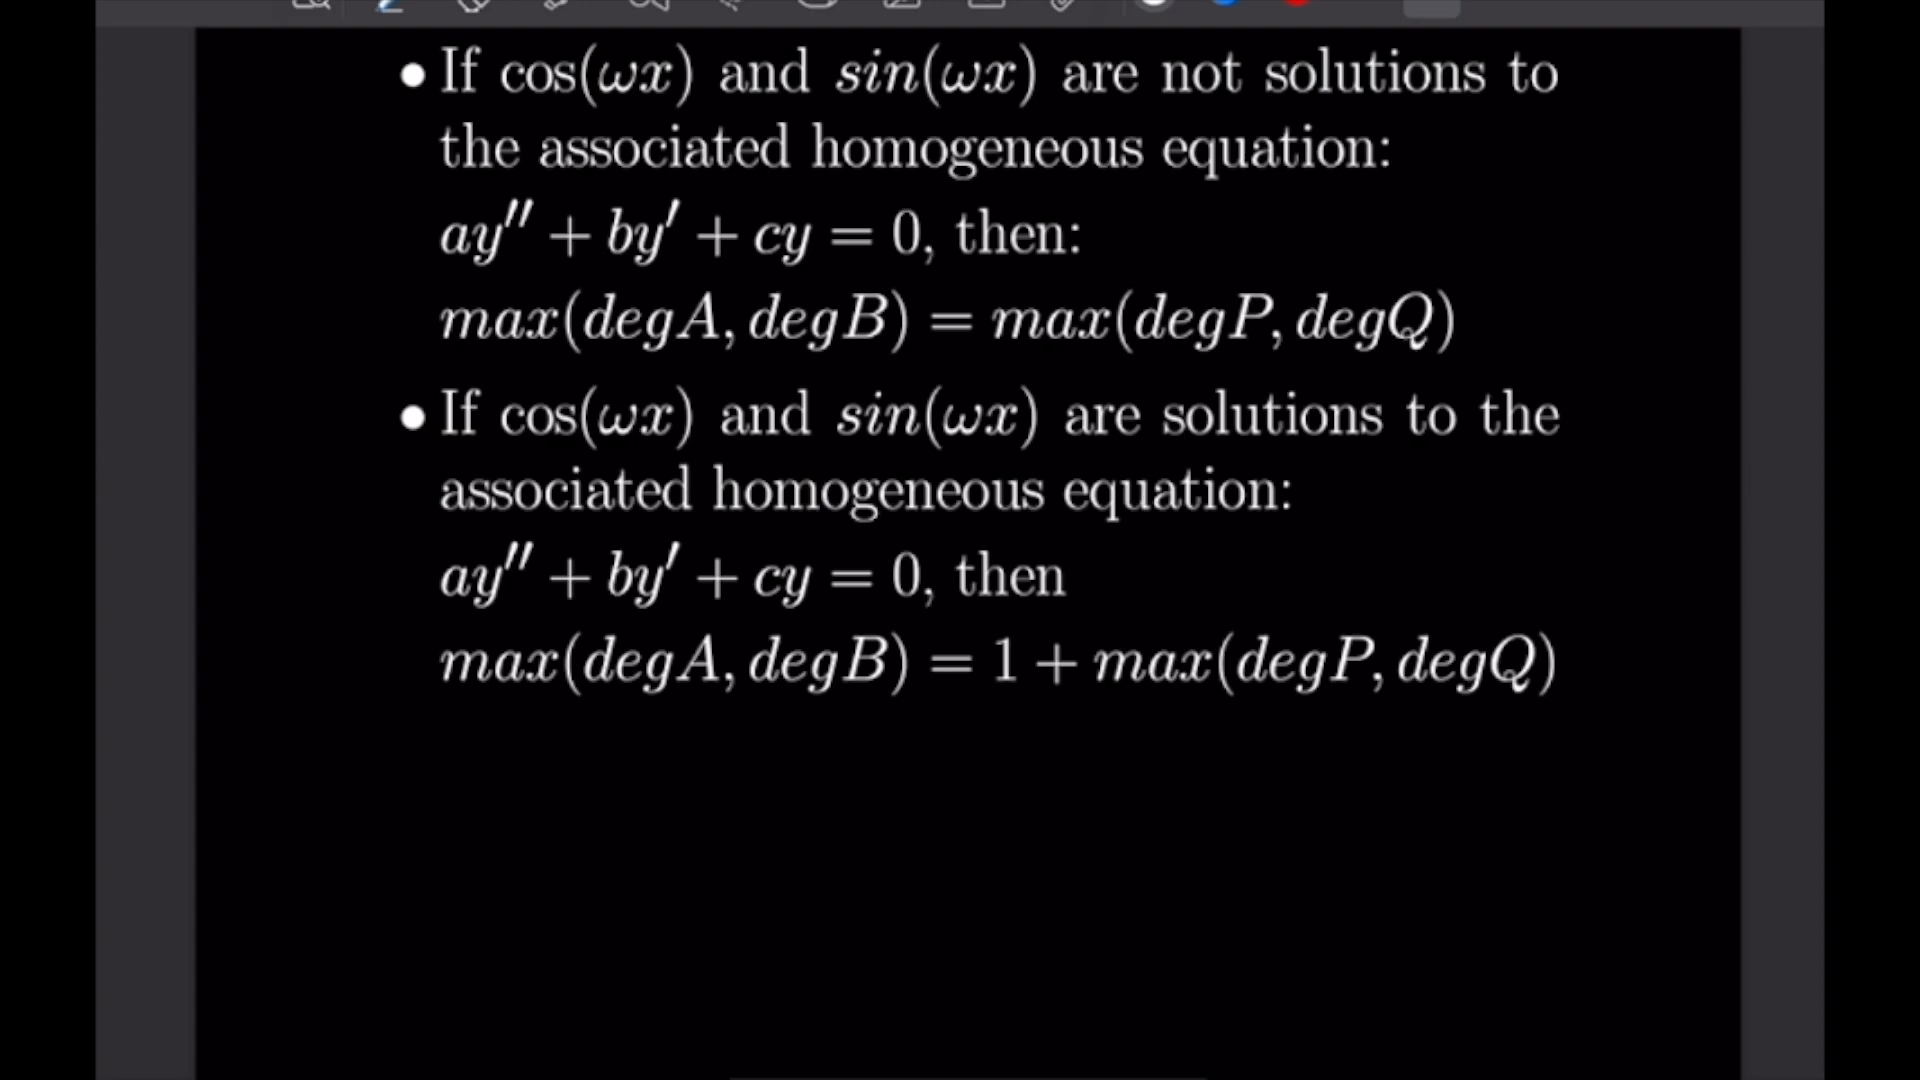 • If cos(ωx) and sin(ωx) are not solutions to
the associated homogeneous equation:
ay″ + by′ + cy = 0, then:
max(degA, degB) = max(degP, degQ)
• If cos(ωx) and sin(ωx) are solutions to the
associated homogeneous equation:
ay″ + by′ + cy = 0, then
max(degA, degB) = 1 + max(degP, degQ)